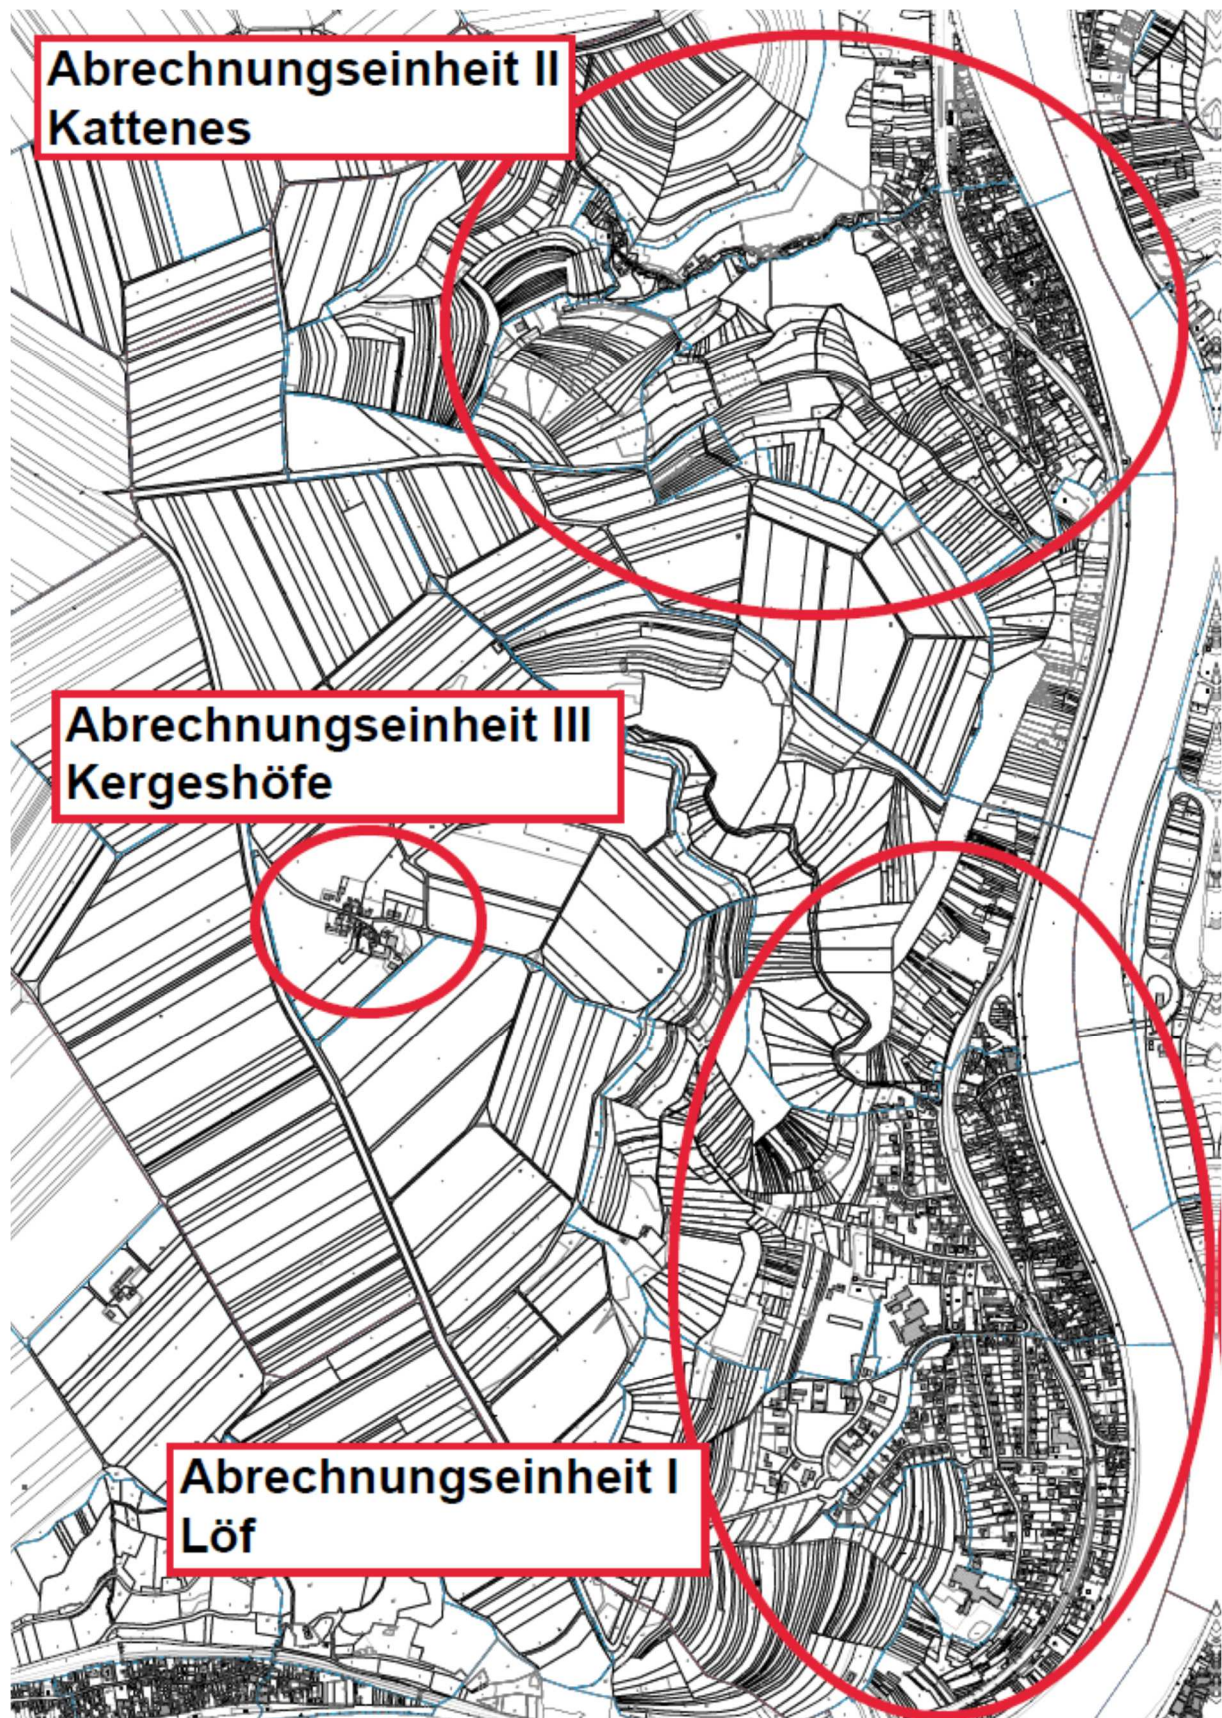 Abrechnungseinheit II
Kattenes
Abrechnungseinheit III
Kergeshöfe
Abrechnungseinheit I
Löf